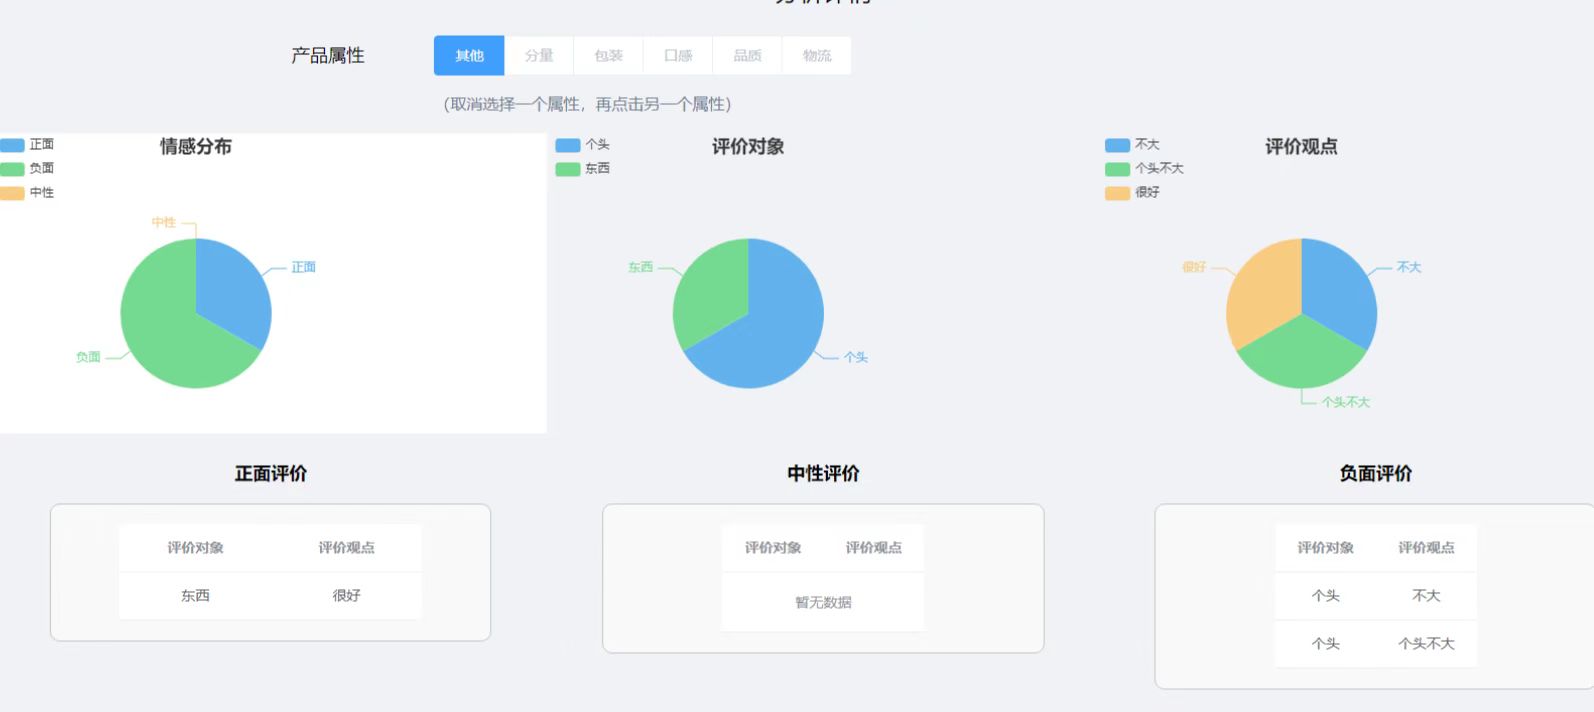 产品属性
其他 分量 包装 口感 品质 物流
(取消选择一个属性，再点击另一个属性)
正面
负面
中性
情感分布
中性
正面
负面
个头
东西
评价对象
东西
个头
不大
个头不大
很好
评价观点
很好
不大
个头不大
正面评价
评价对象 评价观点
东西 很好
中性评价
评价对象 评价观点
暂无数据
负面评价
评价对象 评价观点
个头 不大
个头 个头不大